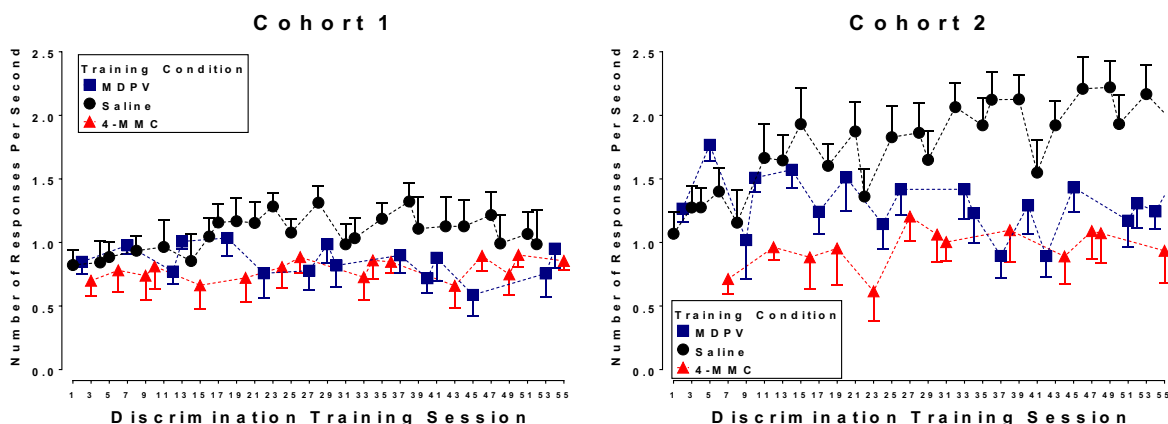 Cohort 1
Number of Responses Per Second
2.5
2.0
1.5
1.0
0.5
0.0
Training Condition
MDPV
Saline
4-MMC
1 3 5 7 9 11 13 15 17 19 21 23 25 27 29 31 33 35 37 39 41 43 45 47 49 51 53 55
Discrimination Training Session
Cohort 2
Number of Responses Per Second
2.5
2.0
1.5
1.0
0.5
0.0
Training Condition
MDPV
Saline
4-MMC
1 3 5 7 9 11 13 15 17 19 21 23 25 27 29 31 33 35 37 39 41 43 45 47 49 51 53 55
Discrimination Training Session